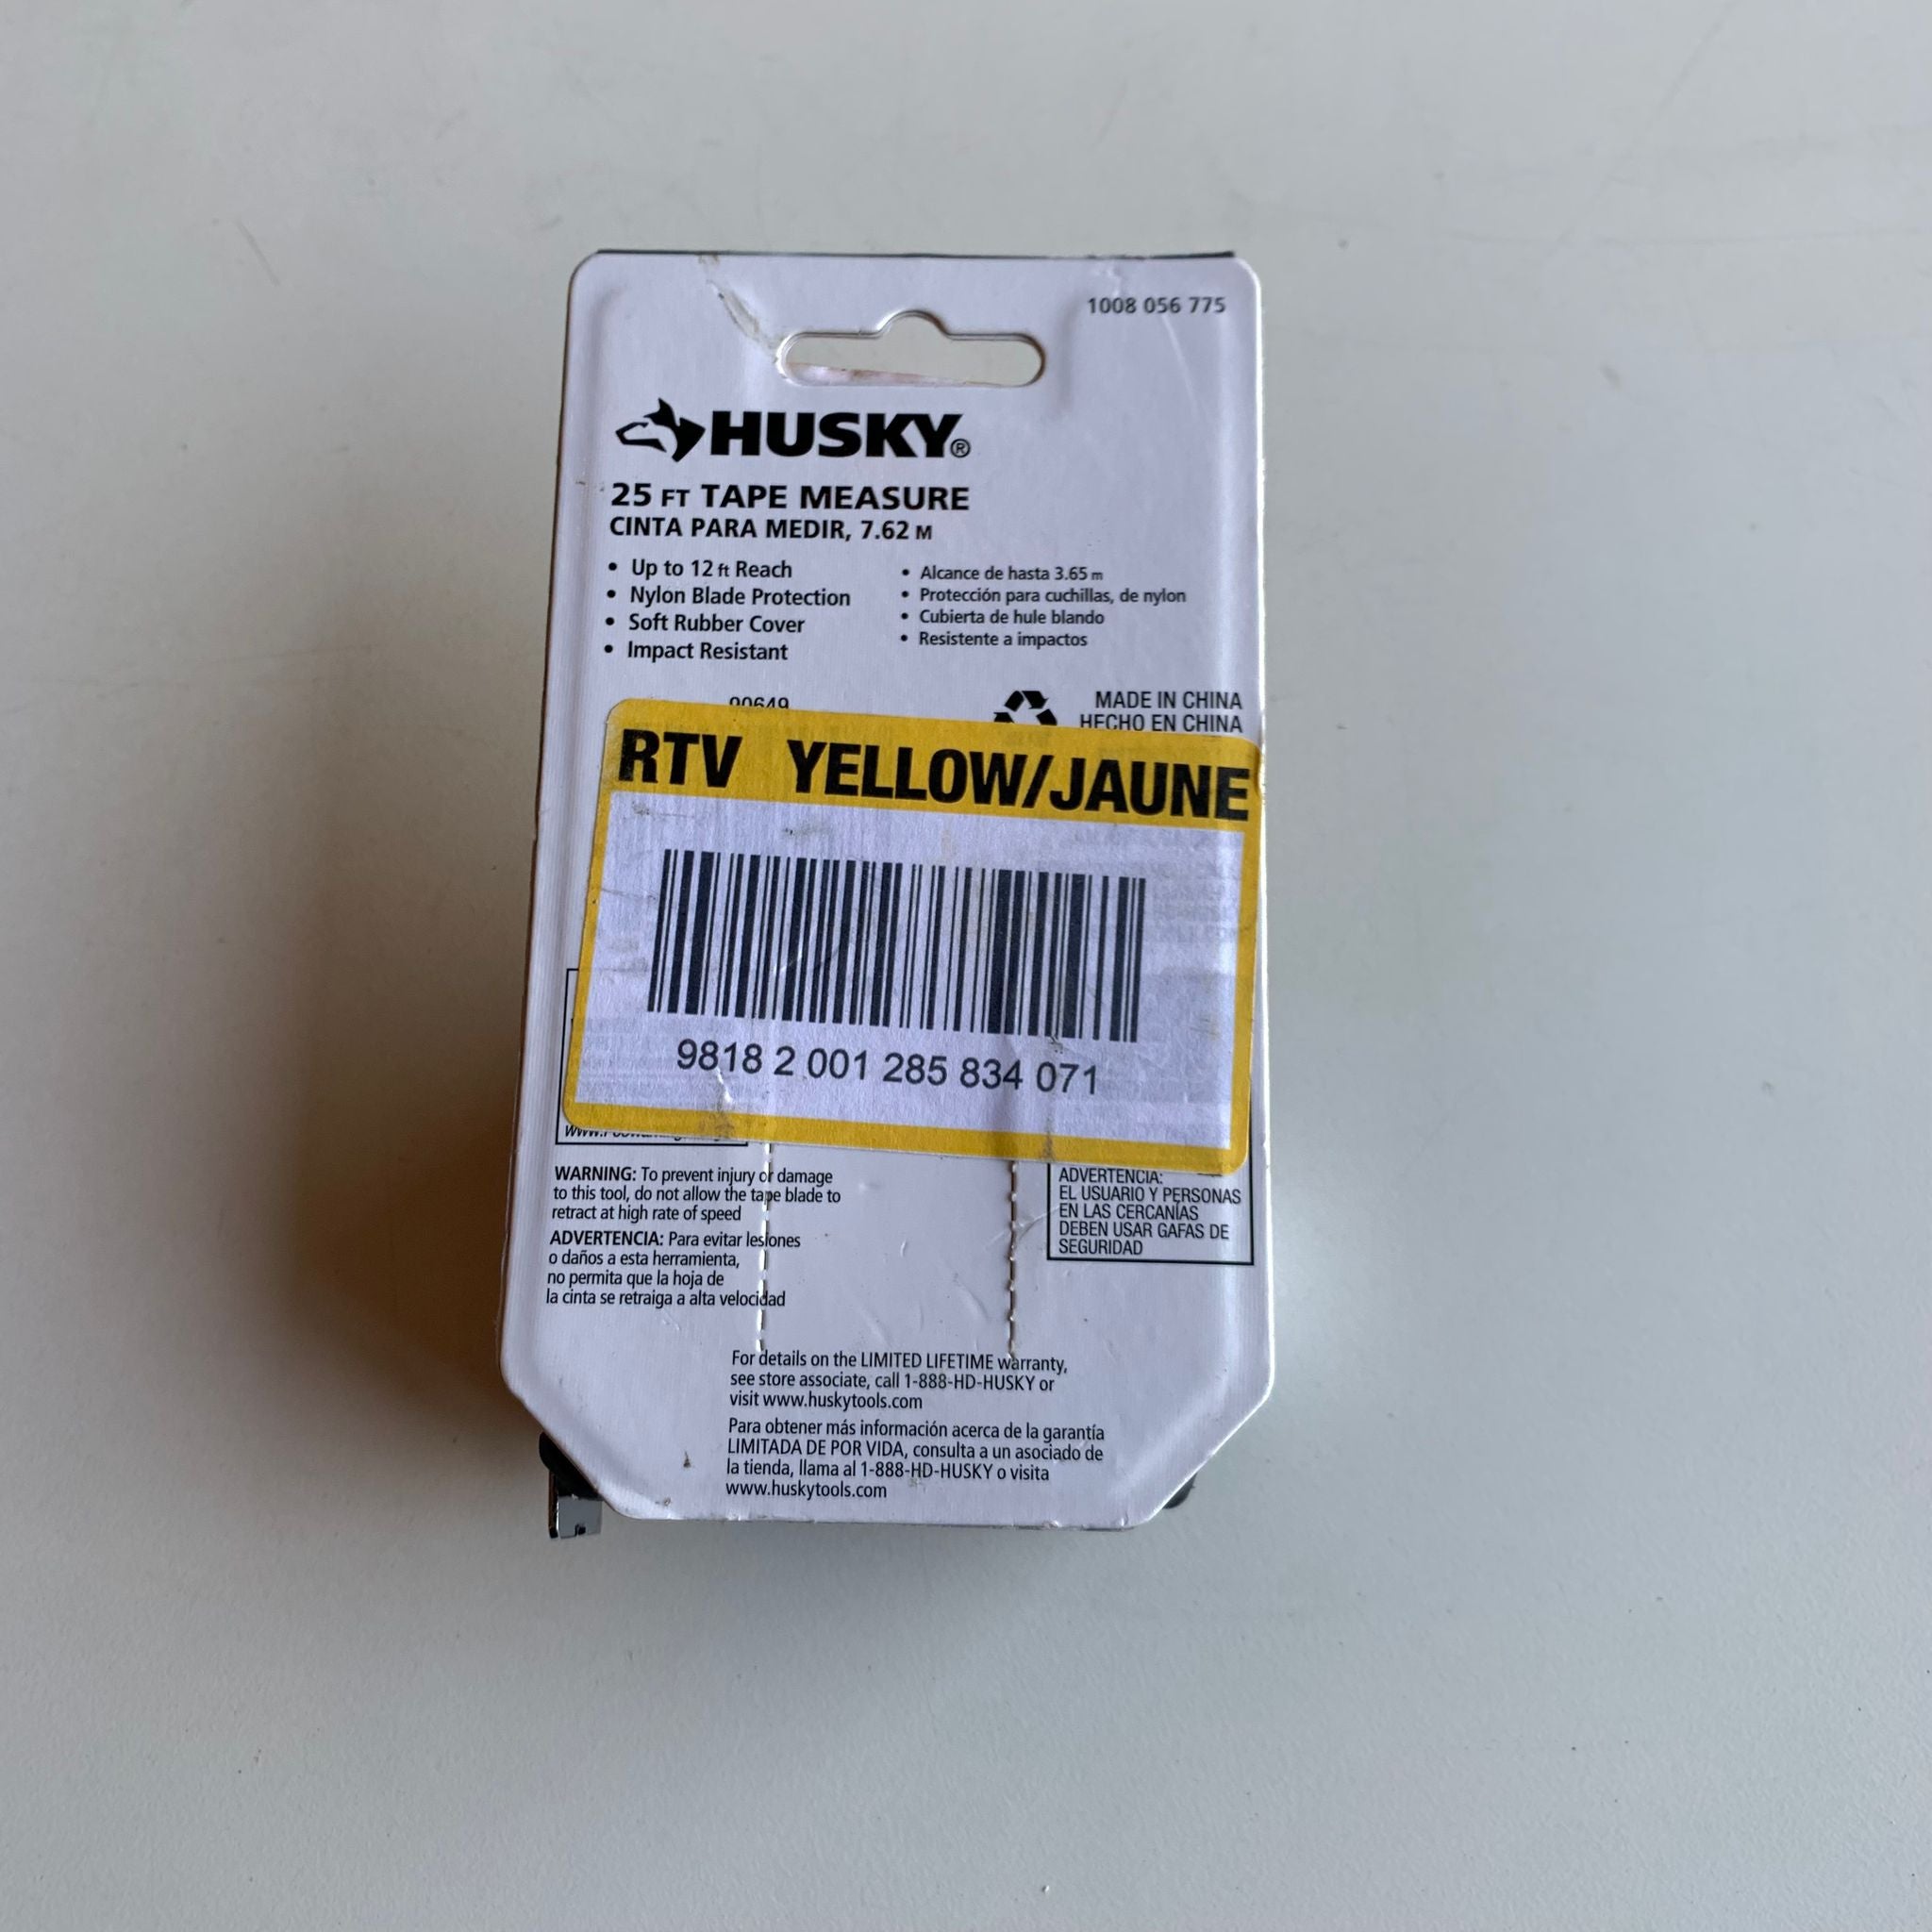 1008 056 775
HUSKY®
25 FT TAPE MEASURE
CINTA PARA MEDIR, 7.62 M
• Up to 12 ft Reach
• Nylon Blade Protection
• Soft Rubber Cover
• Impact Resistant
• Alcance de hasta 3.65 m
• Protección para cuchillas, de nylon
• Cubierta de hule blando
• Resistente a impactos
90649
MADE IN CHINA
HECHO EN CHINA
RTV YELLOW/JAUNE
9818 2 001 285 834 071
WARNING: To prevent injury or damage
to this tool, do not allow the tape blade to
retract at high rate of speed
ADVERTENCIA: Para evitar lesiones
o daños a esta herramienta,
no permita que la hoja de
la cinta se retraiga a alta velocidad
ADVERTENCIA:
EL USUARIO Y PERSONAS
EN LAS CERCANÍAS
DEBEN USAR GAFAS DE
SEGURIDAD
For details on the LIMITED LIFETIME warranty,
see store associate, call 1-888-HD-HUSKY or
visit www.huskytools.com
Para obtener más información acerca de la garantía
LIMITADA DE POR VIDA, consulta a un asociado de
la tienda, llama al 1-888-HD-HUSKY o visita
www.huskytools.com